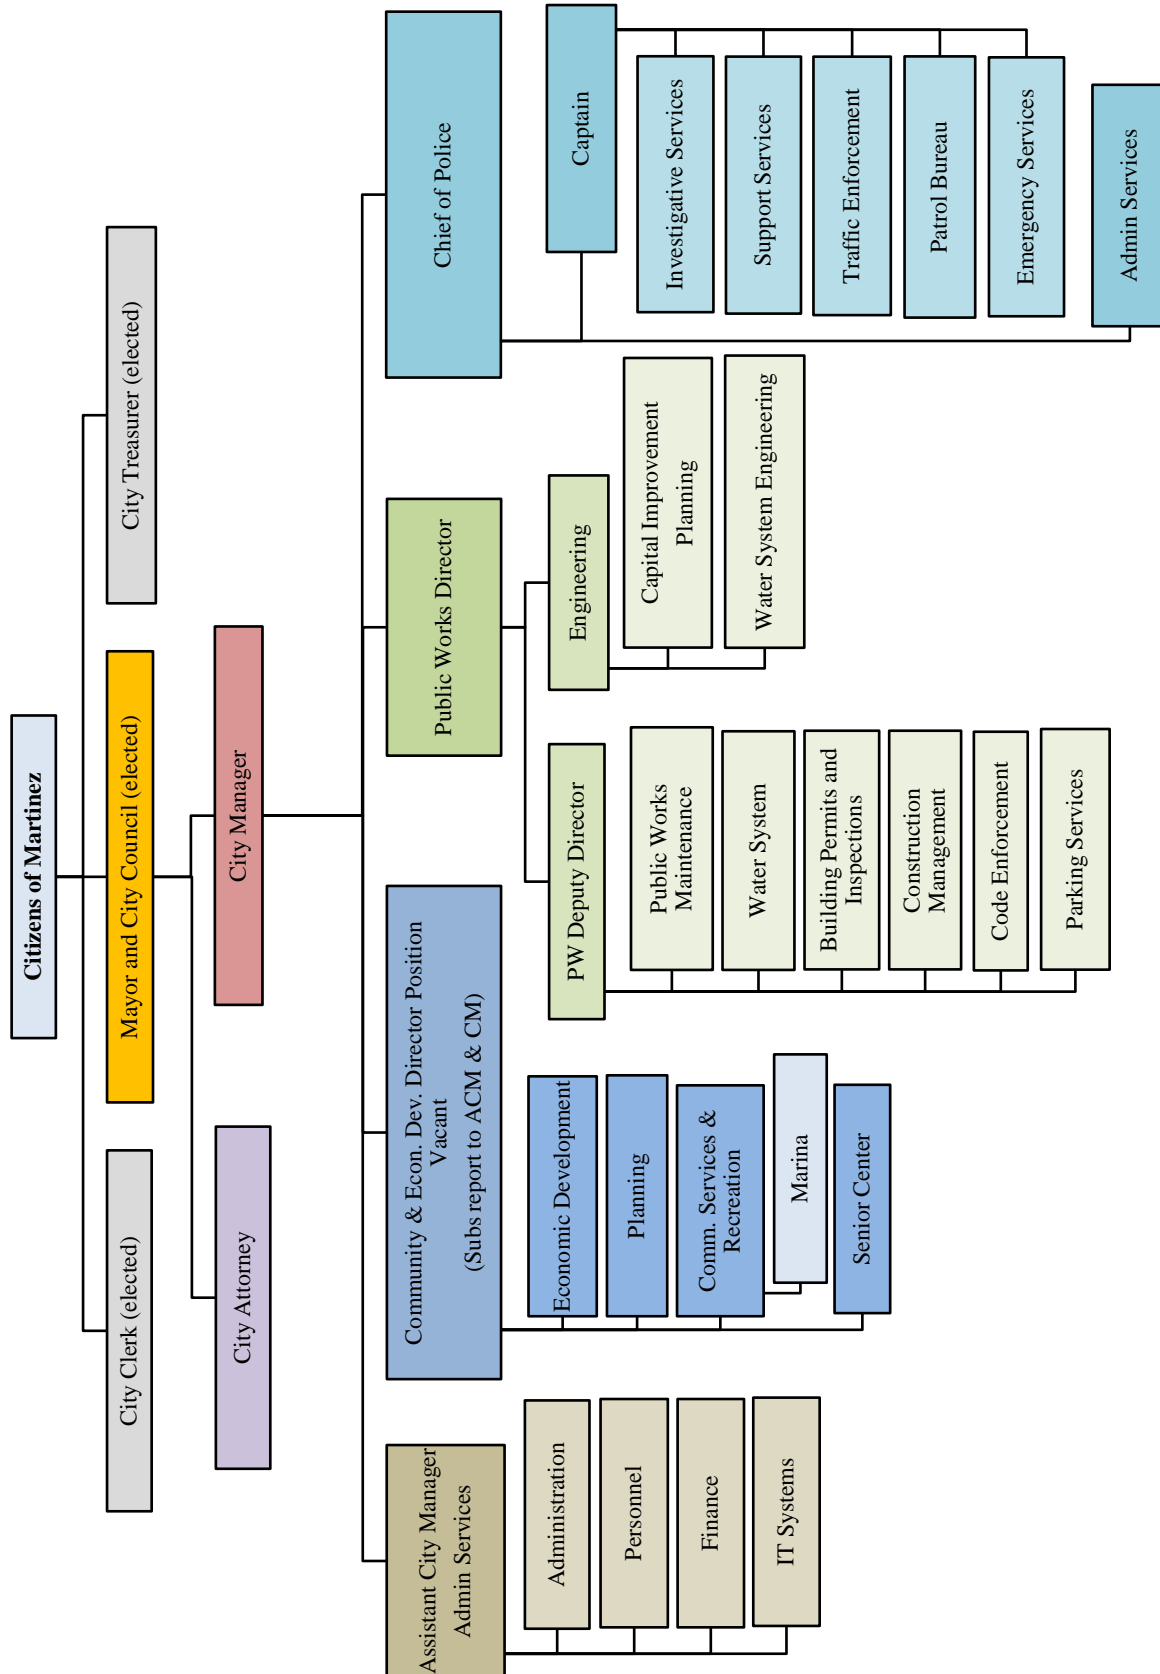 Citizens of Martinez
City Clerk (elected)
Mayor and City Council (elected)
City Treasurer (elected)
City Attorney
City Manager
Assistant City Manager
Admin Services
Administration
Personnel
Finance
IT Systems
Community & Econ. Dev. Director Position
Vacant
(Subs report to ACM & CM)
Economic Development
Planning
Comm. Services &
Recreation
Marina
Senior Center
Public Works Director
PW Deputy Director
Public Works
Maintenance
Water System
Building Permits and
Inspections
Construction
Management
Code Enforcement
Parking Services
Engineering
Capital Improvement
Planning
Water System Engineering
Chief of Police
Captain
Investigative Services
Support Services
Traffic Enforcement
Patrol Bureau
Emergency Services
Admin Services